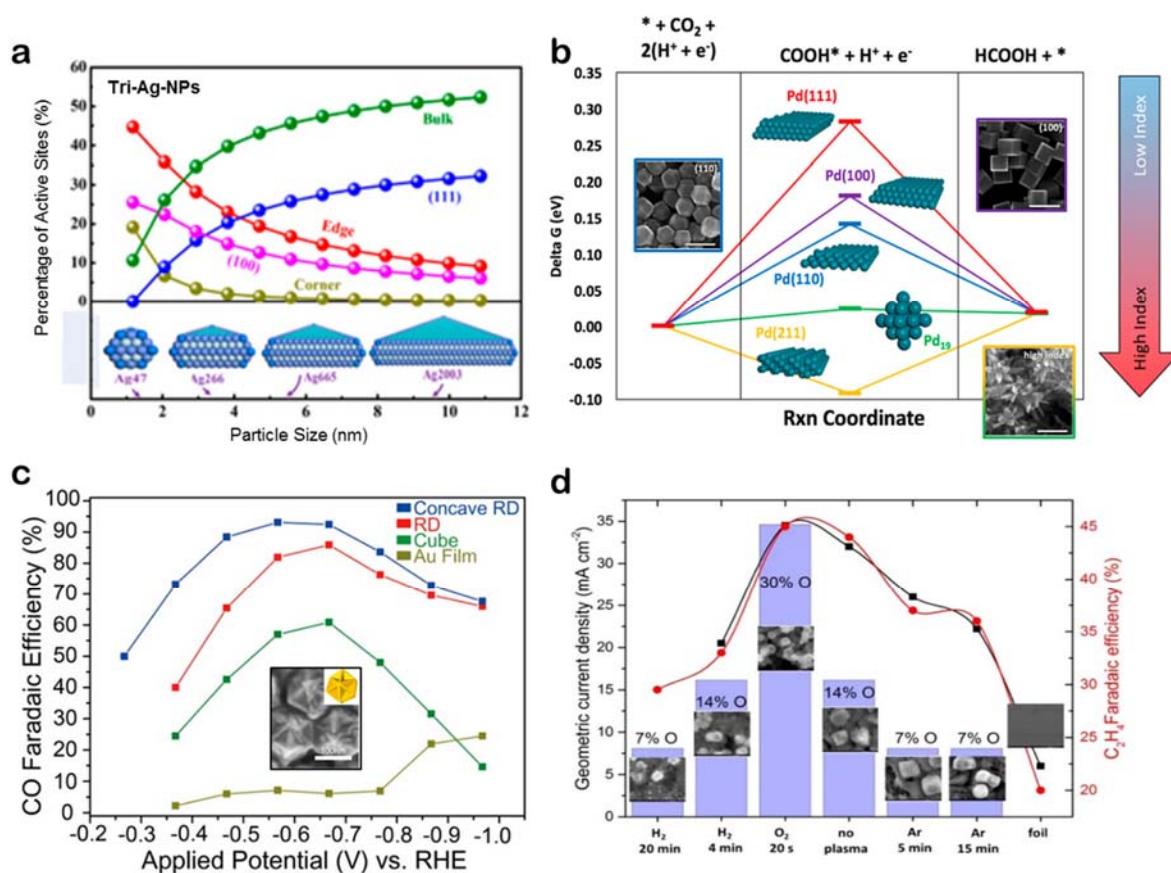 a
Tri-Ag-NPs
Percentage of Active Sites (%)
60
50
40
30
20
10
0
Bulk
(111)
Edge
(100)
Corner
Ag47
Ag266
Ag665
Ag2003
0 2 4 6 8 10 12
Particle Size (nm)
b
* + CO2 +
2(H+ + e-)
COOH* + H+ + e-
HCOOH + *
Delta G (eV)
0.35
0.30
0.25
0.20
0.15
0.10
0.05
0.00
-0.05
-0.10
Pd(111)
(110)
(100)
Pd(100)
Pd(110)
Pd19
Pd(211)
high index
Rxn Coordinate
Low Index
High Index
c
CO Faradaic Efficiency (%)
100
90
80
70
60
50
40
30
20
10
0
Concave RD
RD
Cube
Au Film
-0.2 -0.3 -0.4 -0.5 -0.6 -0.7 -0.8 -0.9 -1.0
Applied Potential (V) vs. RHE
d
Geometric current density (mA cm-2)
35
30
25
20
15
10
5
0
7% O
14% O
30% O
14% O
7% O
7% O
H2
20 min
H2
4 min
O2
20 s
no
plasma
Ar
5 min
Ar
15 min
foil
45
40
35
30
25
20
C2H4Faradaic efficiency (%)